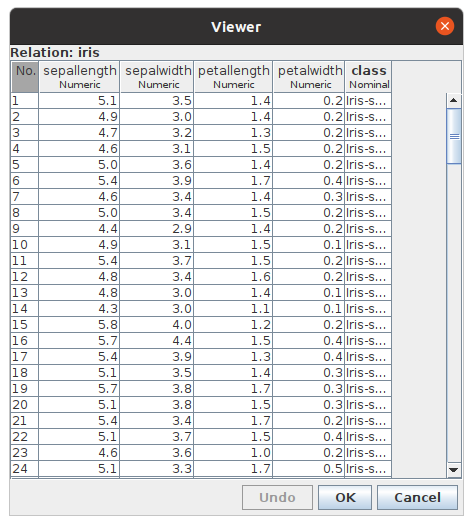 Viewer
Relation: iris
No. sepallength sepalwidth petallength petalwidth class
Numeric Numeric Numeric Numeric Nominal
1 5.1 3.5 1.4 0.2 Iris-s...
2 4.9 3.0 1.4 0.2 Iris-s...
3 4.7 3.2 1.3 0.2 Iris-s...
4 4.6 3.1 1.5 0.2 Iris-s...
5 5.0 3.6 1.4 0.2 Iris-s...
6 5.4 3.9 1.7 0.4 Iris-s...
7 4.6 3.4 1.4 0.3 Iris-s...
8 5.0 3.4 1.5 0.2 Iris-s...
9 4.4 2.9 1.4 0.2 Iris-s...
10 4.9 3.1 1.5 0.1 Iris-s...
11 5.4 3.7 1.5 0.2 Iris-s...
12 4.8 3.4 1.6 0.2 Iris-s...
13 4.8 3.0 1.4 0.1 Iris-s...
14 4.3 3.0 1.1 0.1 Iris-s...
15 5.8 4.0 1.2 0.2 Iris-s...
16 5.7 4.4 1.5 0.4 Iris-s...
17 5.4 3.9 1.3 0.4 Iris-s...
18 5.1 3.5 1.4 0.3 Iris-s...
19 5.7 3.8 1.7 0.3 Iris-s...
20 5.1 3.8 1.5 0.3 Iris-s...
21 5.4 3.4 1.7 0.2 Iris-s...
22 5.1 3.7 1.5 0.4 Iris-s...
23 4.6 3.6 1.0 0.2 Iris-s...
24 5.1 3.3 1.7 0.5 Iris-s...
Undo OK Cancel